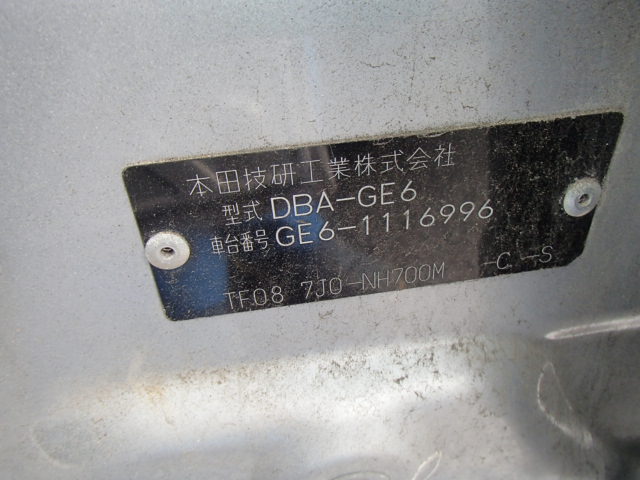 本田技研工業株式会社
型式 DBA-GE6
車台番号 GE6-1116996
TF08 7J0-NH700M -C -S